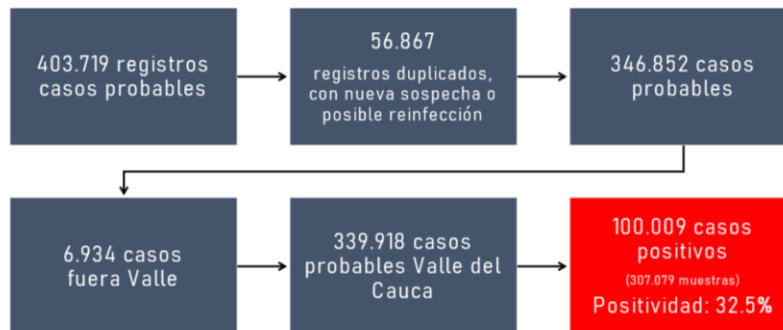 403.719 registros
casos probables
56.867
registros duplicados,
con nueva sospecha o
posible reinfección
346.852 casos
probables
6.934 casos
fuera Valle
339.918 casos
probables Valle del
Cauca
100.009 casos
positivos
(307.079 muestras)
Positividad: 32.5%